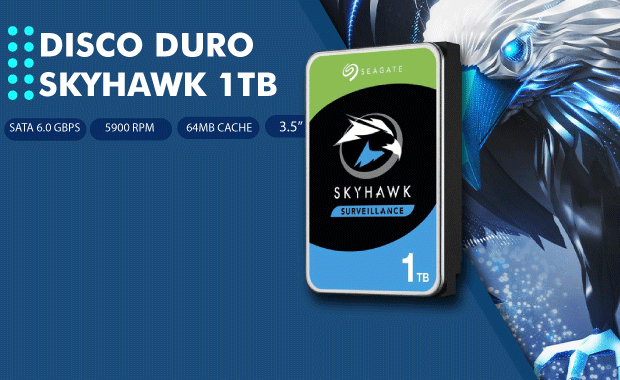 DISCO DURO
SKYHAWK 1TB
SATA 6.0 GBPS
5900 RPM
64MB CACHE
3.5"
SEAGATE
SKYHAWK
SURVEILLANCE
1TB